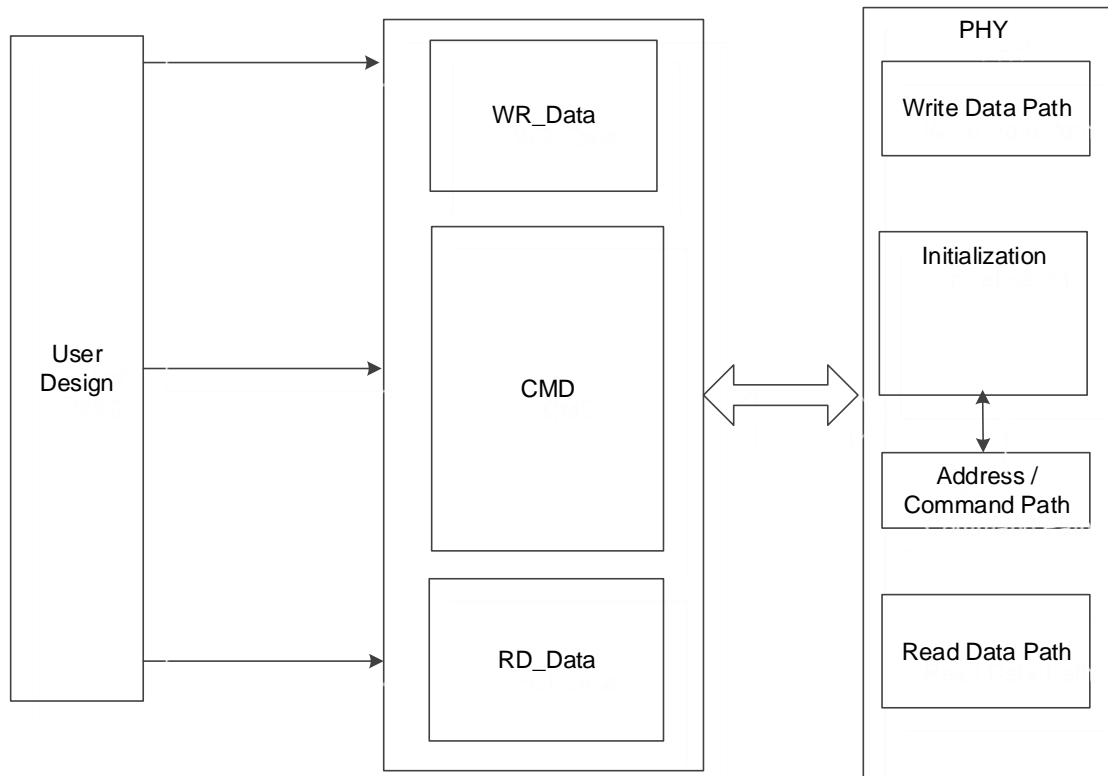 User
Design
WR_Data
CMD
RD_Data
PHY
Write Data Path
Initialization
Address /
Command Path
Read Data Path